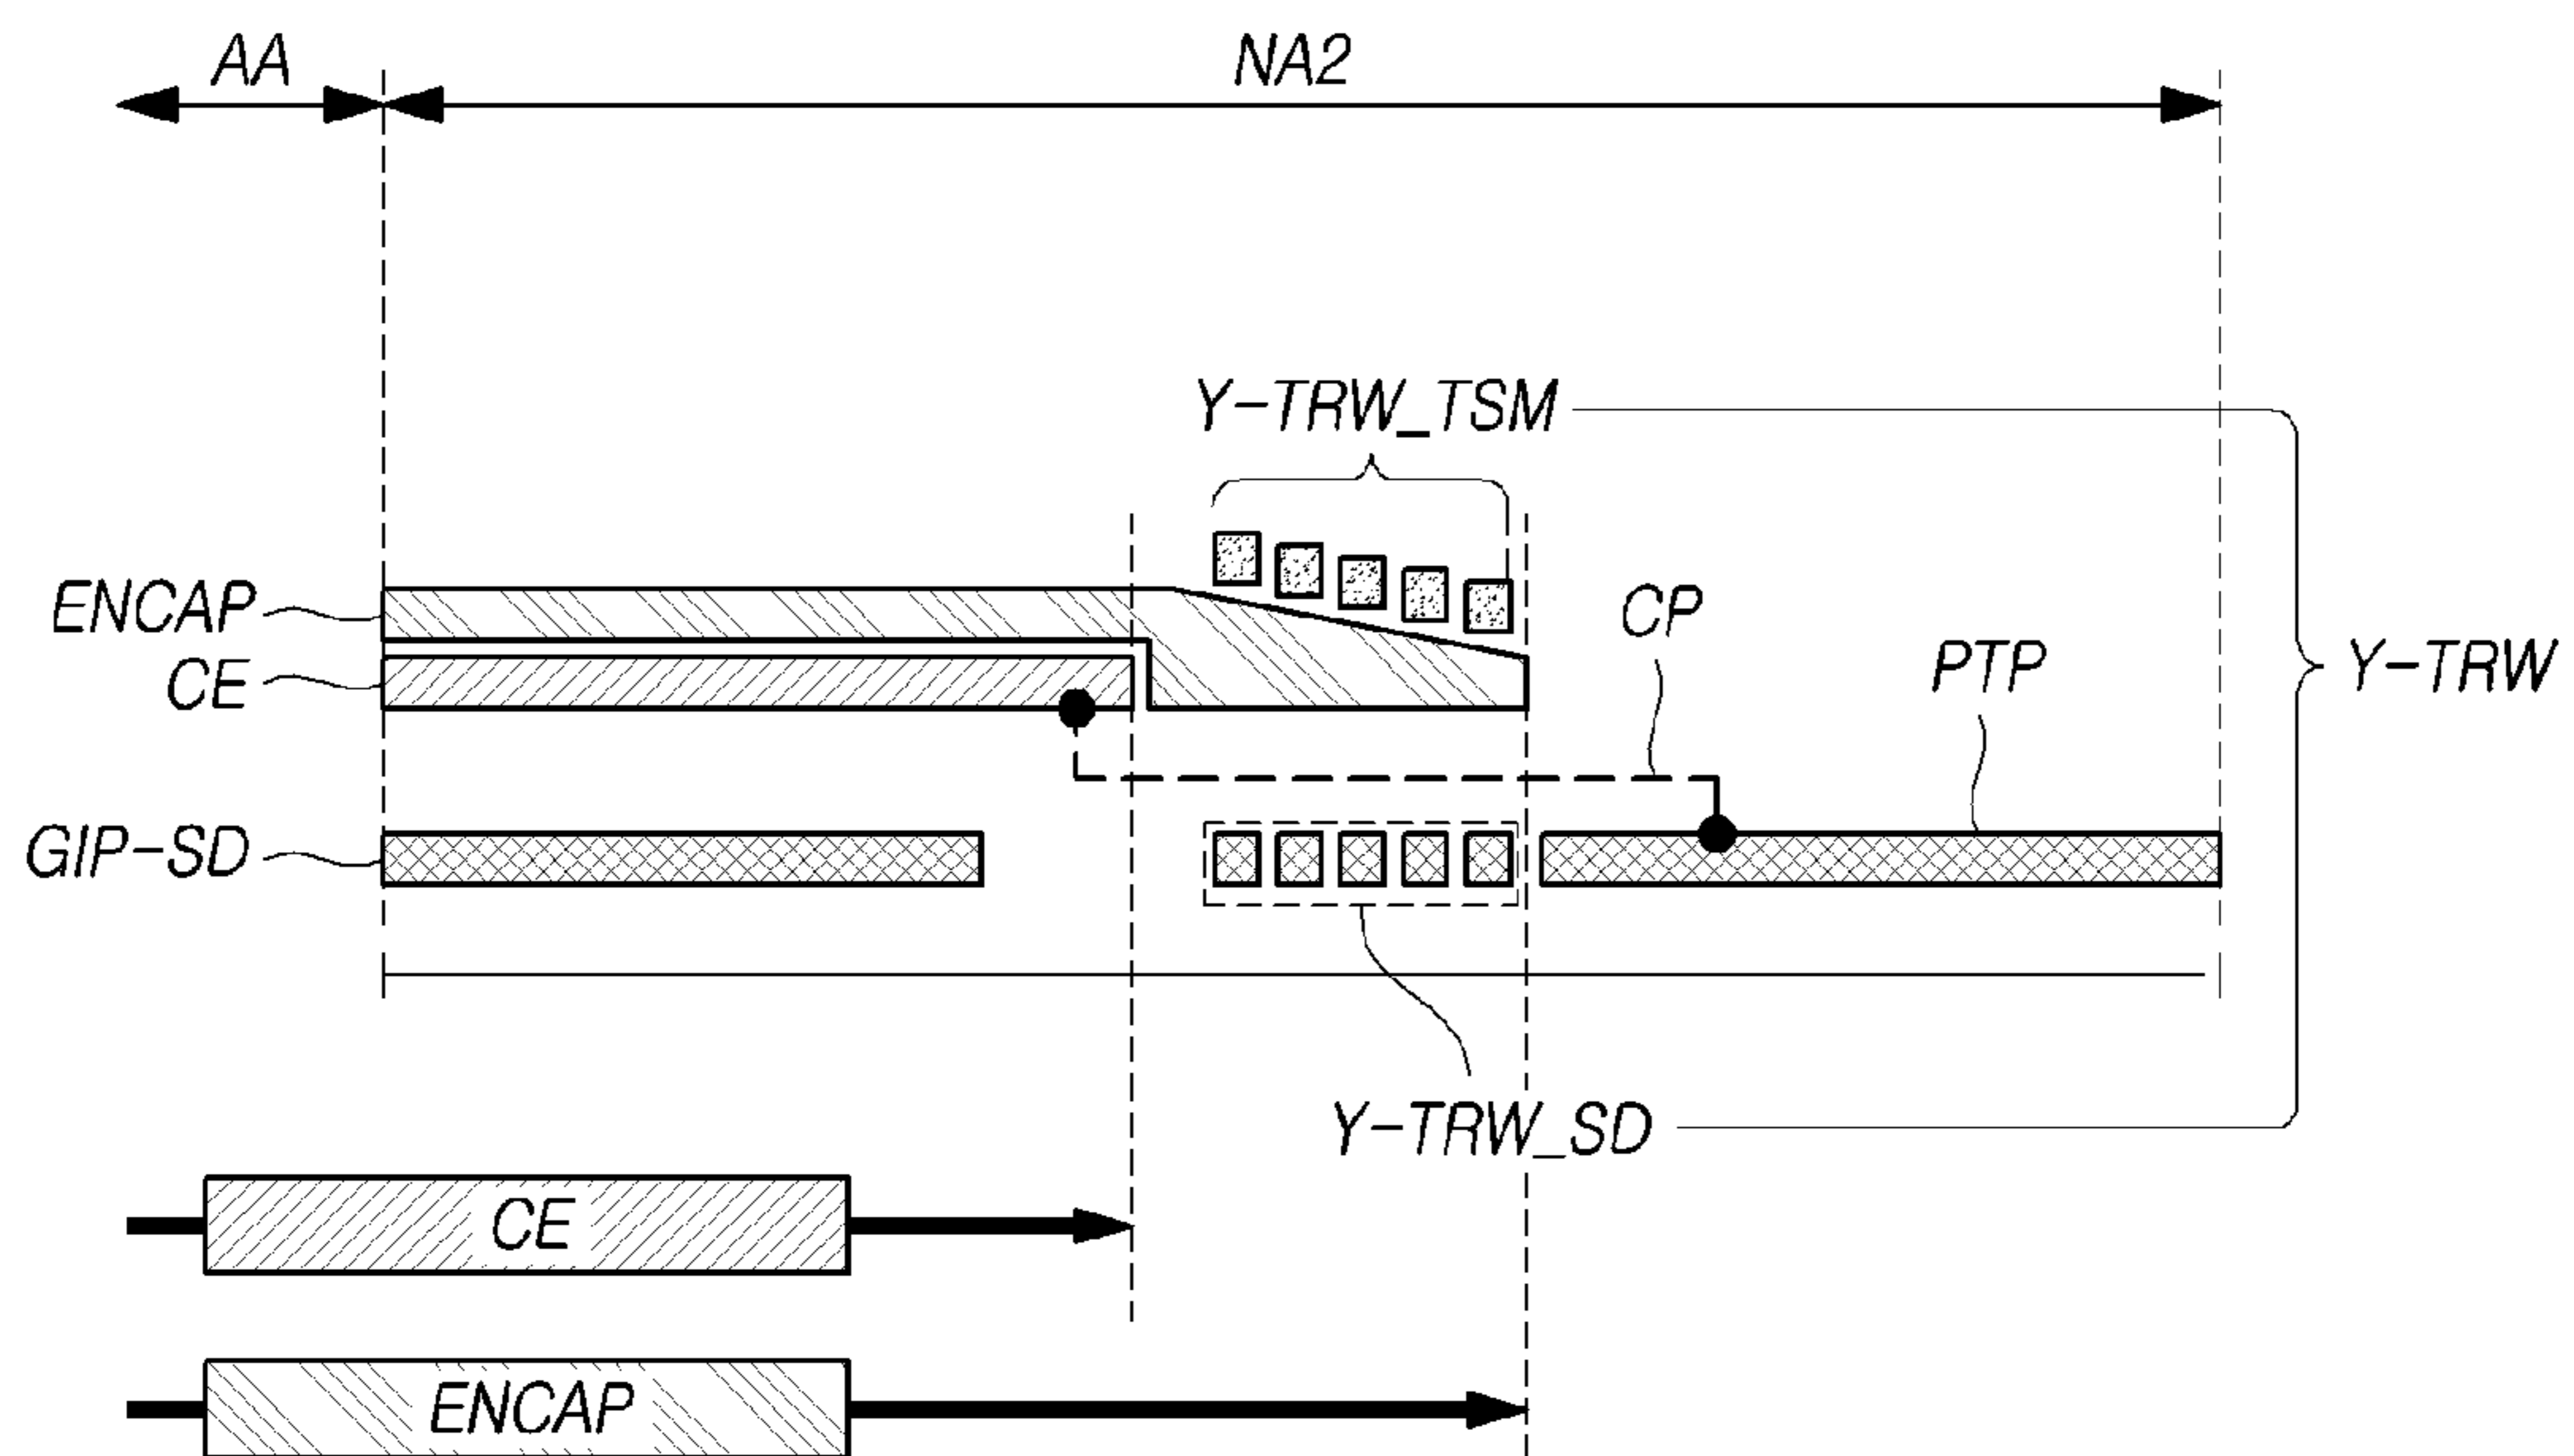 AA
NA2
Y-TRW_TSM
ENCAP
CP
PTP
Y-TRW
CE
GIP-SD
Y-TRW_SD
CE
ENCAP